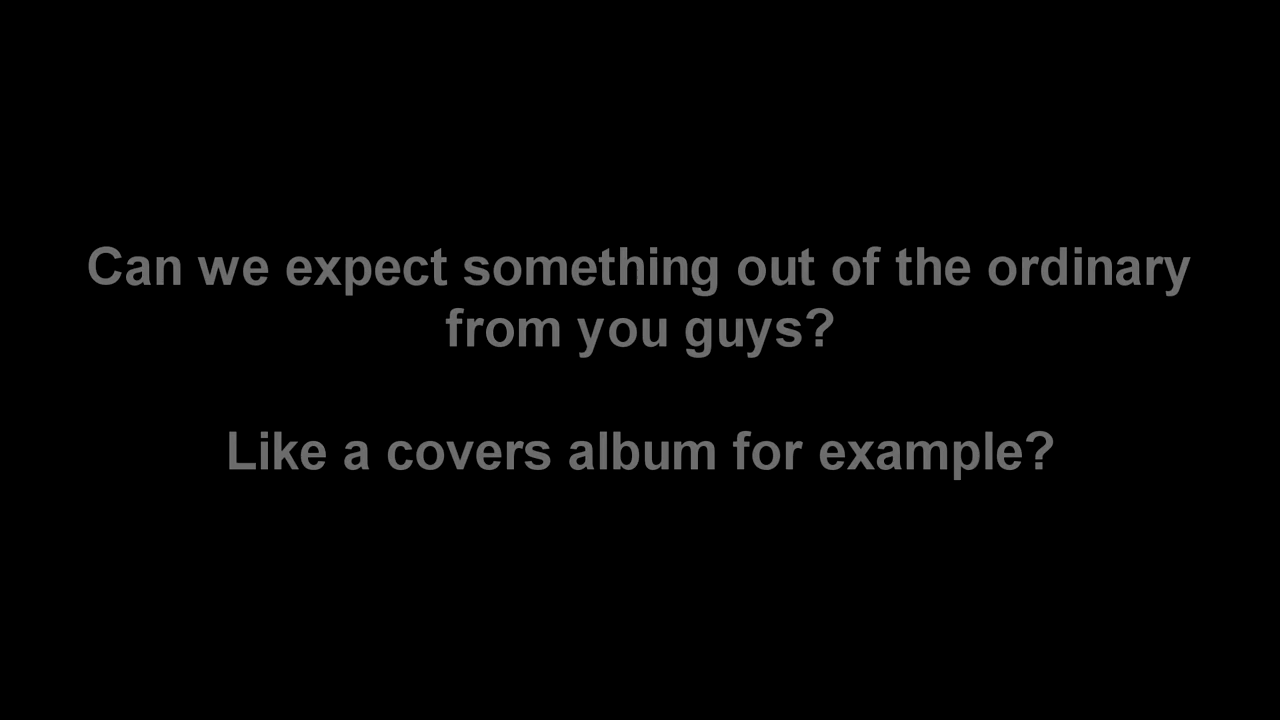 Can we expect something out of the ordinary
from you guys?
Like a covers album for example?